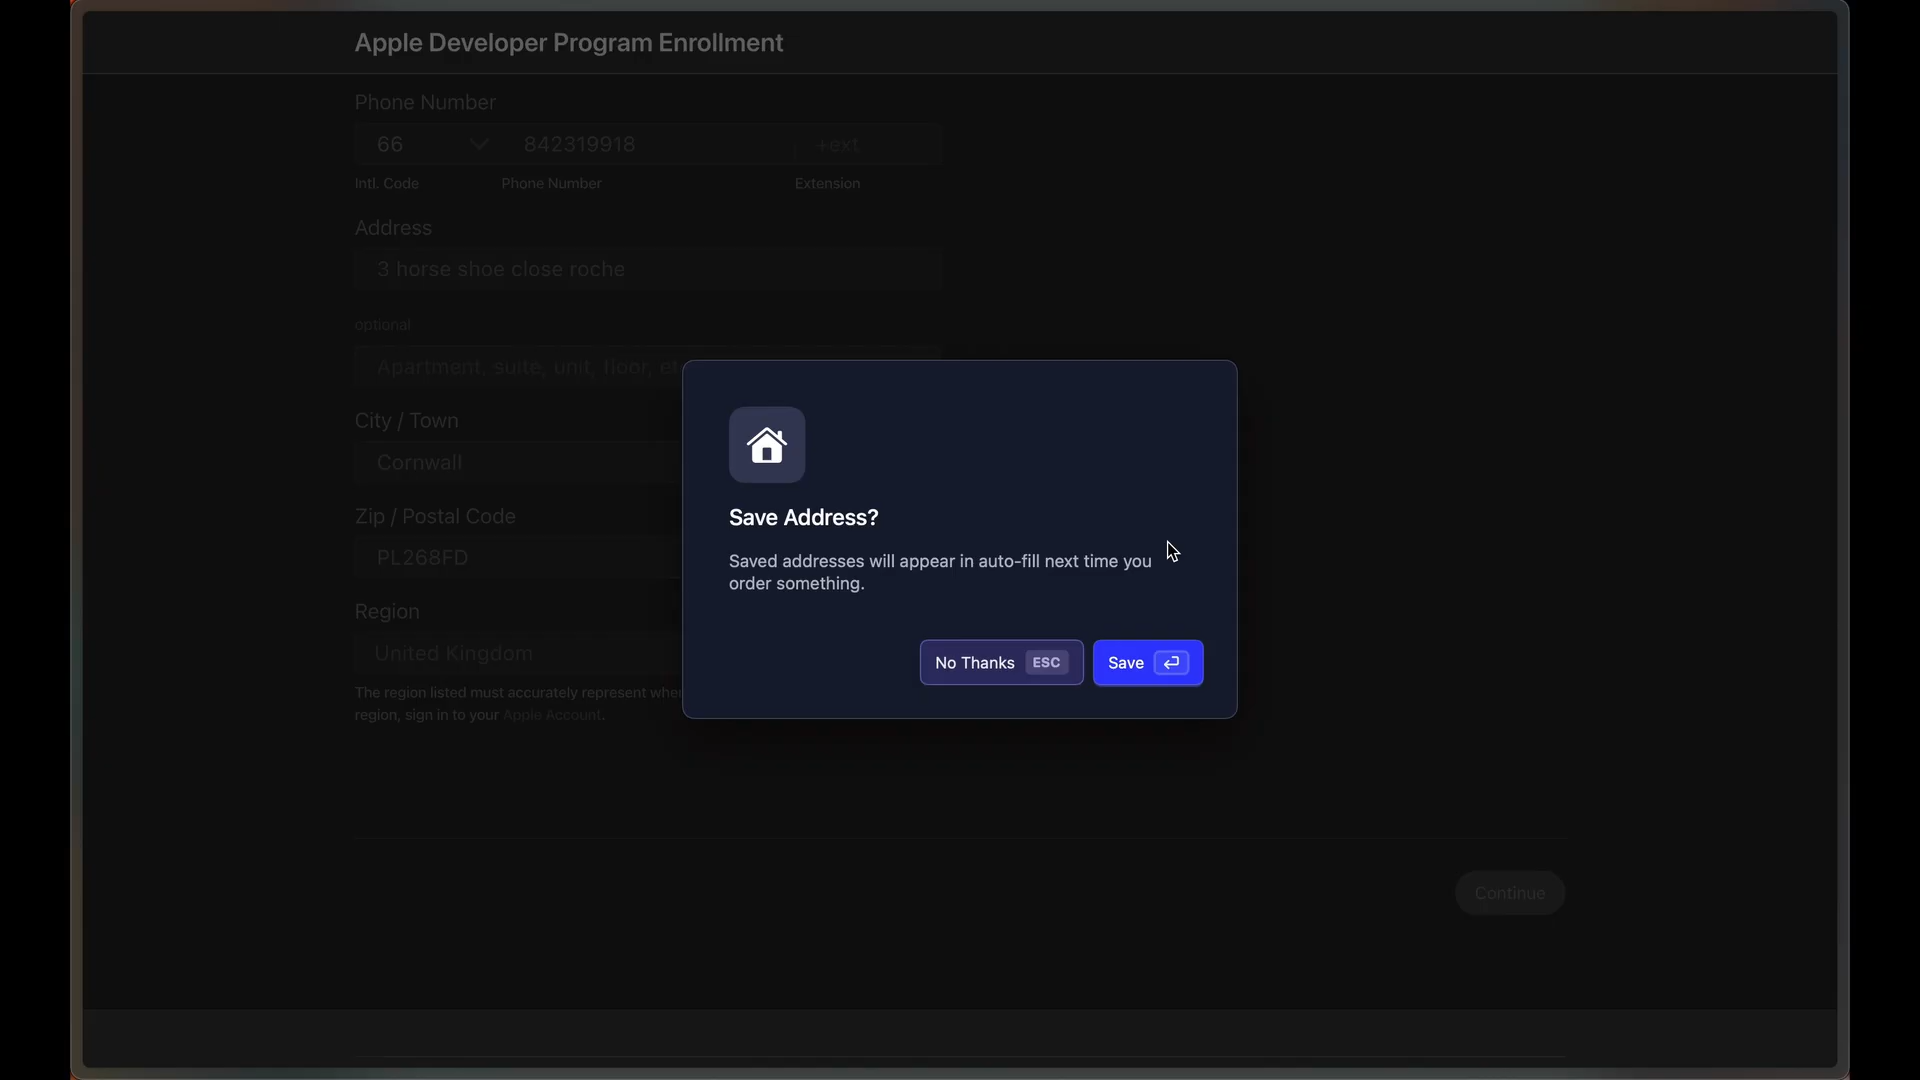 Apple Developer Program Enrollment
Phone Number
66 842319918 +ext
Intl. Code Phone Number Extension
Address
3 horse shoe close roche
optional
Apartment, suite, unit, floor, et
City / Town
Cornwall
Zip / Postal Code
PL268FD
Region
United Kingdom
The region listed must accurately represent
region, sign in to your Apple Account.
Save Address?
Saved addresses will appear in auto-fill next time you
order something.
No Thanks ESC Save
Continue